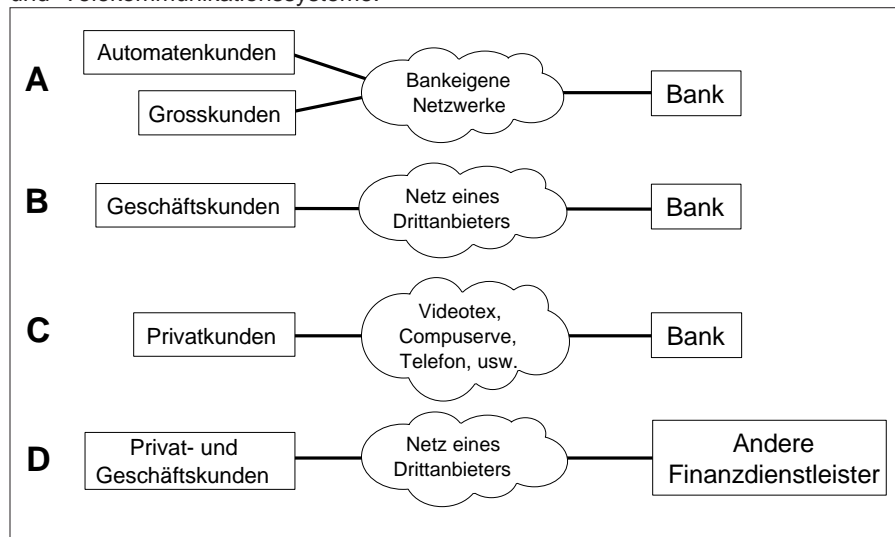 und Telekommunikationssysteme.
A
Automatenkunden
Grosskunden
Bankeigene
Netzwerke
Bank
B
Geschäftskunden
Netz eines
Drittanbieters
Bank
C
Privatkunden
Videotex,
Compuserve,
Telefon, usw.
Bank
D
Privat- und
Geschäftskunden
Netz eines
Drittanbieters
Andere
Finanzdienstleister